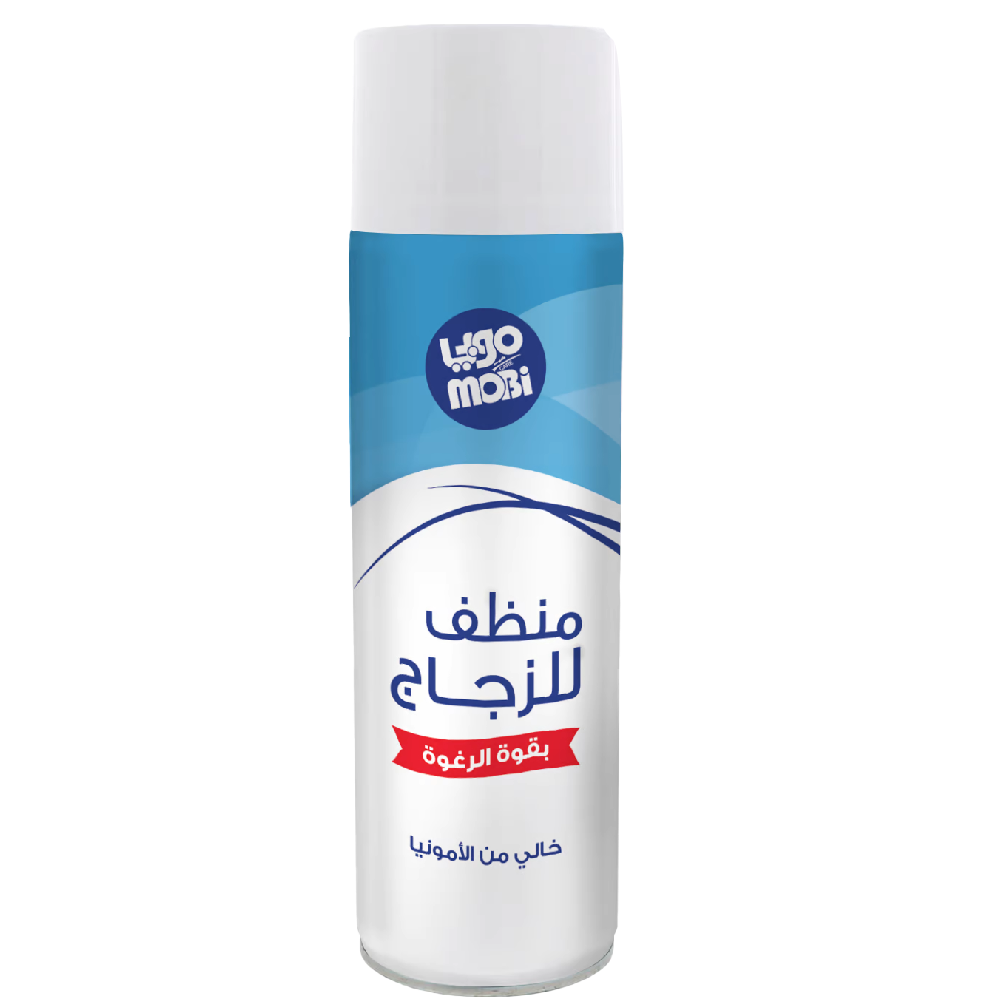 موبي
MOBi
منظف
للزجاج
بقوة الرغوة
خالي من الأمونيا